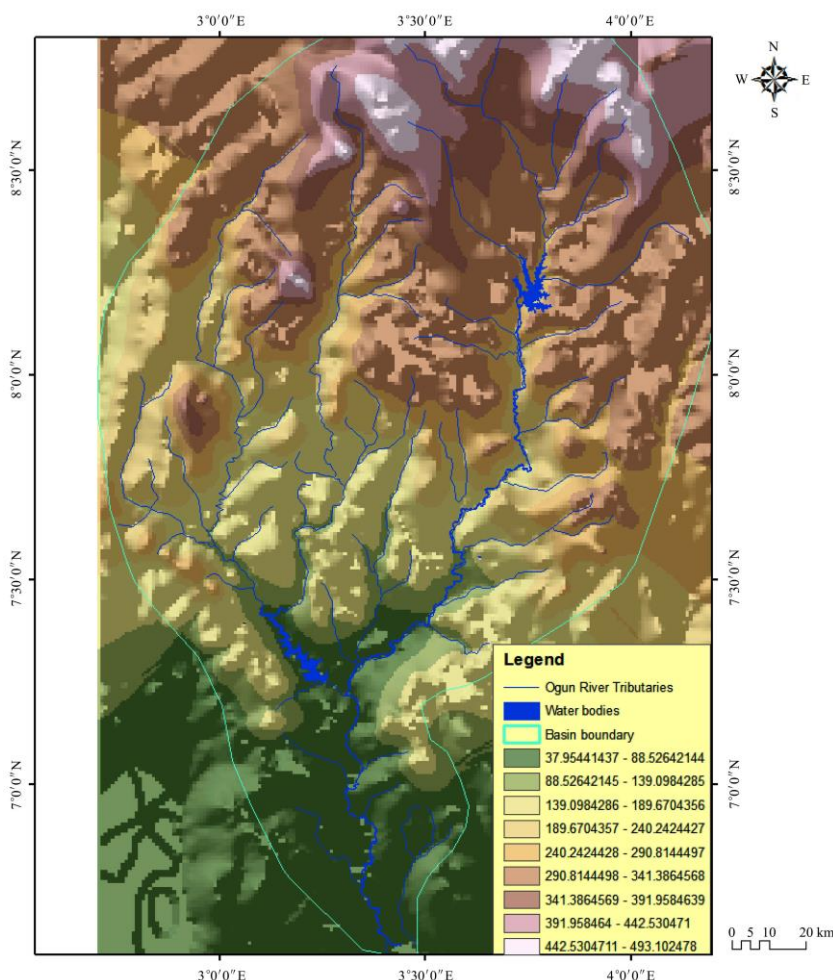 3°0'0"E 3°30'0"E 4°0'0"E
N
W E
S
8°30'0"N 8°30'0"N
8°0'0"N 8°0'0"N
7°30'0"N 7°30'0"N
7°0'0"N 7°0'0"N
Legend
Ogun River Tributaries
Water bodies
Basin boundary
37.95441437 - 88.52642144
88.52642145 - 139.0984285
139.0984286 - 189.6704356
189.6704357 - 240.2424427
240.2424428 - 290.8144497
290.8144498 - 341.3864568
341.3864569 - 391.9584639
391.958464 - 442.530471
442.5304711 - 493.102478
0 5 10 20 km
3°0'0"E 3°30'0"E 4°0'0"E